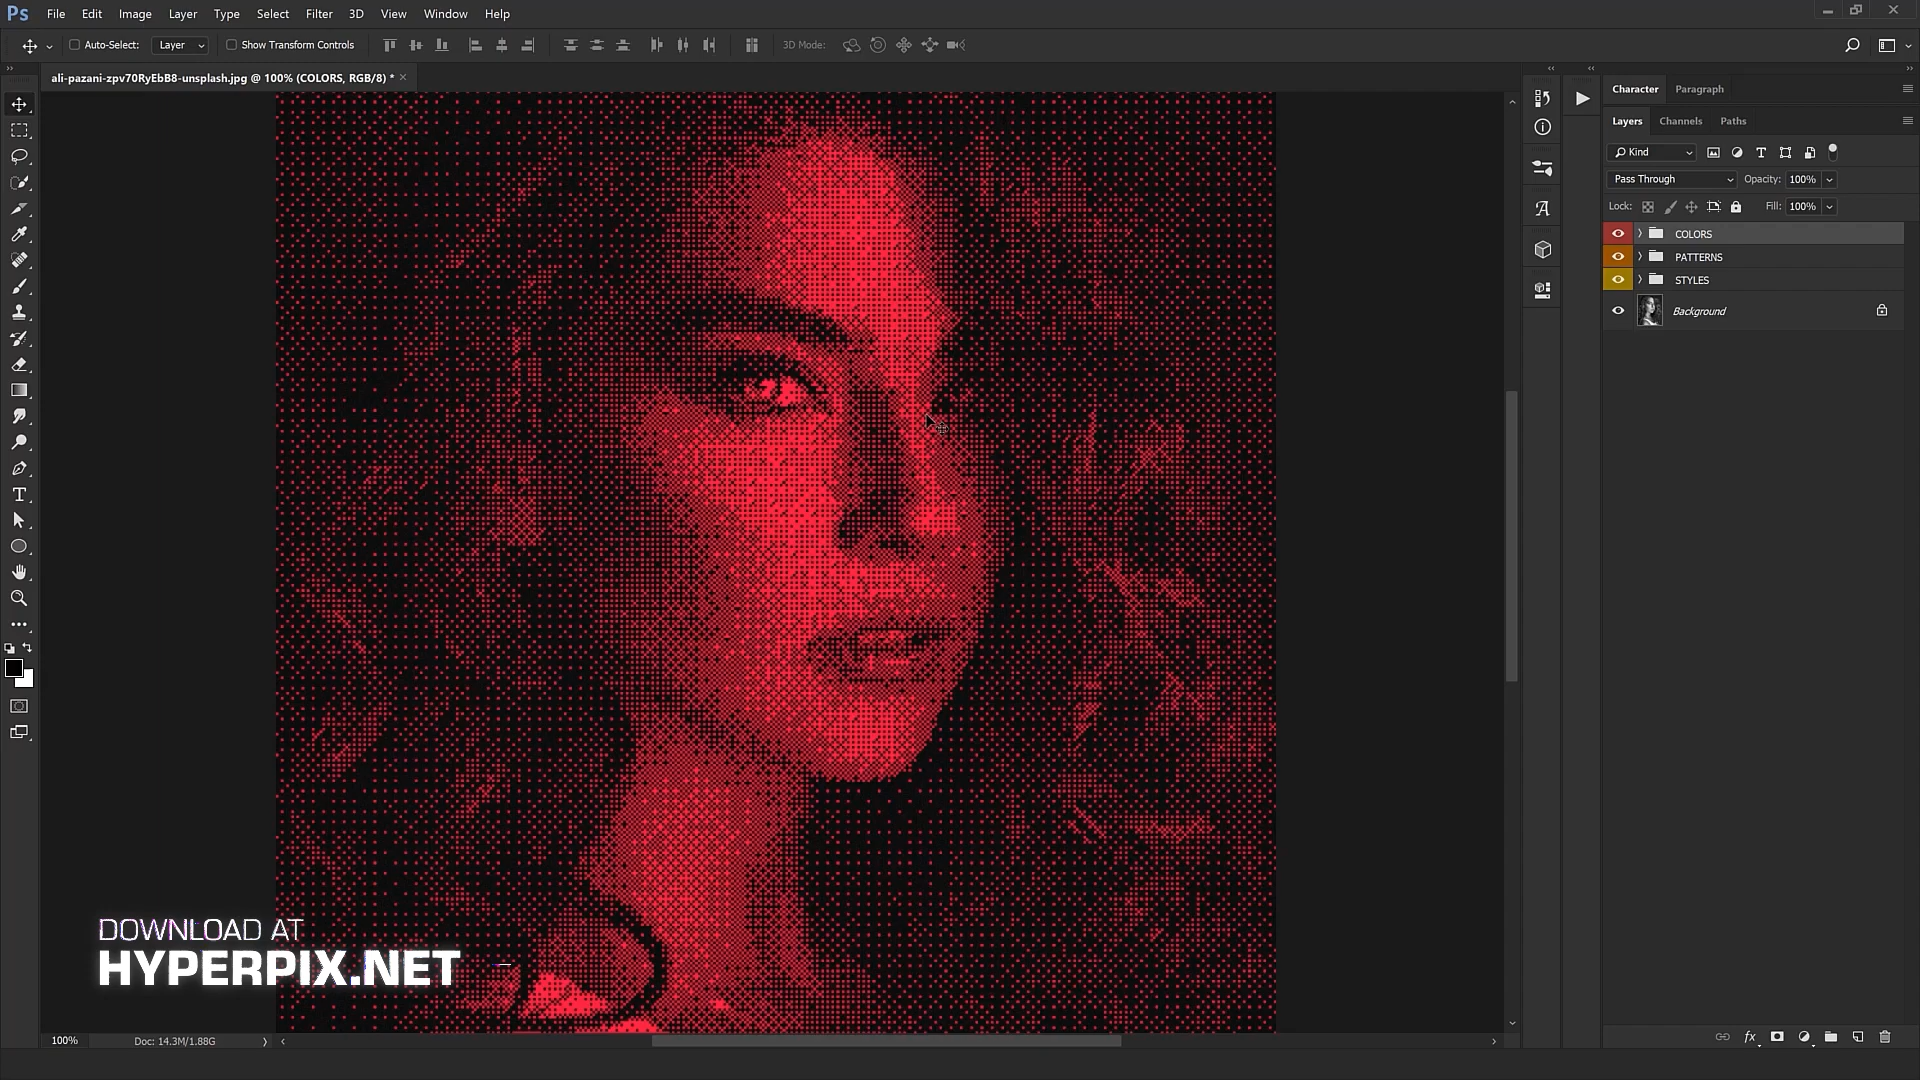 Ps File Edit Image Layer Type Select Filter 3D View Window Help
Auto-Select: Layer Show Transform Controls 3D Mode:
ali-pazani-zpv70RyEbB8-unsplash.jpg @ 100% (COLORS, RGB/8) *
Character Paragraph
Layers Channels Paths
Kind
Pass Through Opacity: 100%
Lock: Fill: 100%
COLORS
PATTERNS
STYLES
Background
DOWNLOAD AT
HYPERPIX.NET
100% Doc: 14.3M/1.88G